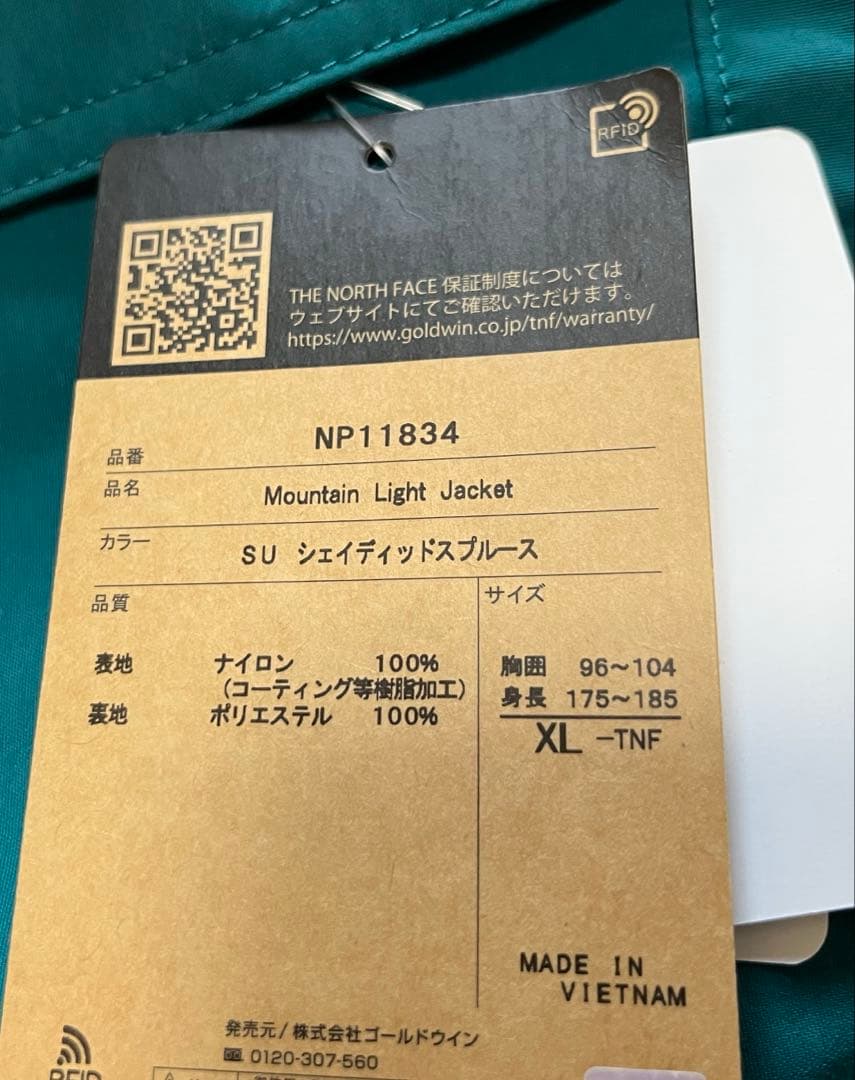 RFID
THE NORTH FACE 保証制度については
ウェブサイトにてご確認いただけます。
https://www.goldwin.co.jp/tnf/warranty/
品番 NP11834
品名 Mountain Light Jacket
カラー SU シェイディッドスプルース
品質
サイズ
表地 ナイロン 100%
(コーティング等樹脂加工)
裏地 ポリエステル 100%
胸囲 96~104
身長 175~185
XL -TNF
MADE IN
VIETNAM
発売元/株式会社ゴールドウイン
0120-307-560
RFID